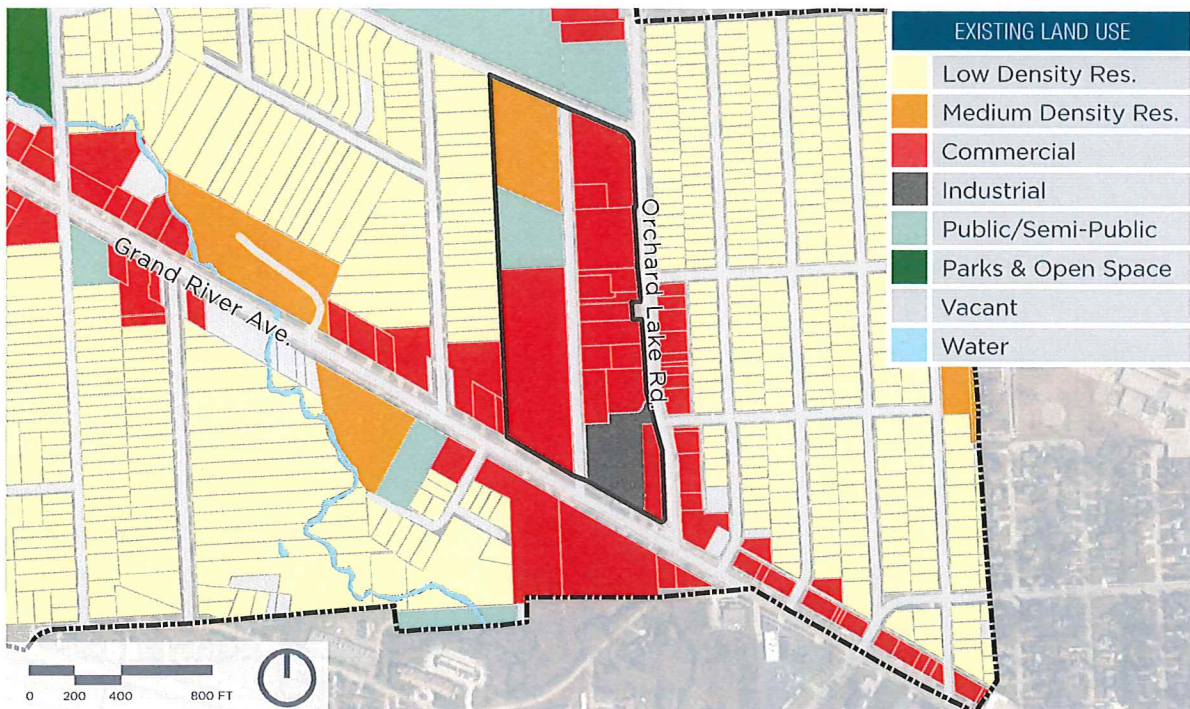 EXISTING LAND USE
Low Density Res.
Medium Density Res.
Commercial
Industrial
Public/Semi-Public
Parks & Open Space
Vacant
Water
Orchard Lake Rd.
Grand River Ave.
0 200 400 800 FT